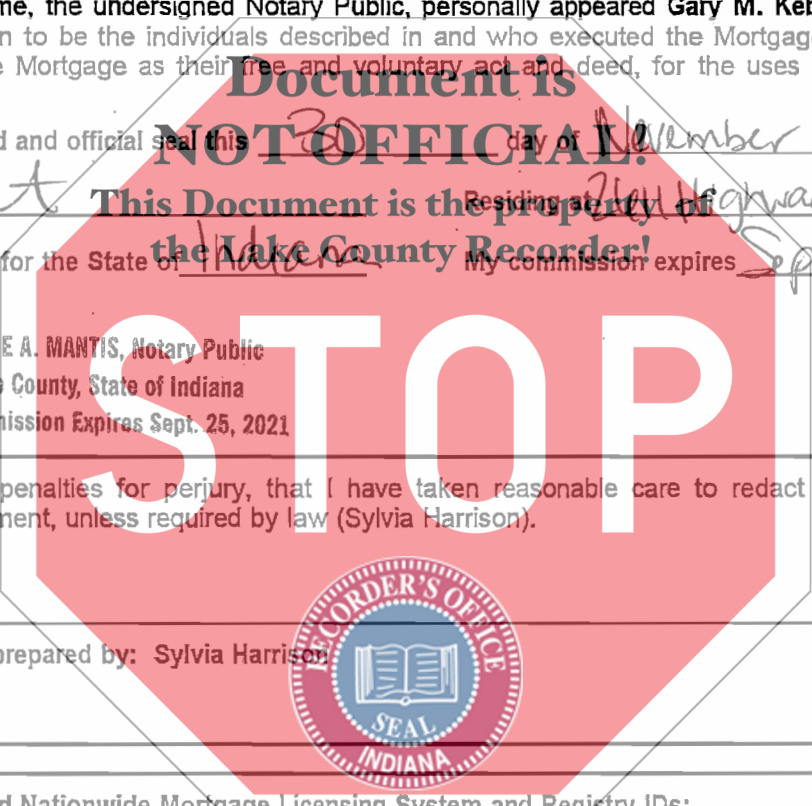 me, the undersigned Notary Public, personally appeared Gary M. Keb
n to be the individuals described in and who executed the Mortgag
e Mortgage as their free and voluntary act and deed, for the uses
Document is
d and official seal this 30 day of November
NOT OFFICIAL!
This Document is the property of
Residing at
the Lake County Recorder!
for the State of Indiana My commission expires Sep
STOP
E A. MANTIS, Notary Public
e County, State of Indiana
mission Expires Sept. 25, 2021
penalties for perjury, that I have taken reasonable care to redact
ment, unless required by law (Sylvia Harrison).
prepared by: Sylvia Harrison
RECORDER'S OFFICE
SEAL
INDIANA
d Nationwide Mortgage Licensing System and Registry IDs: